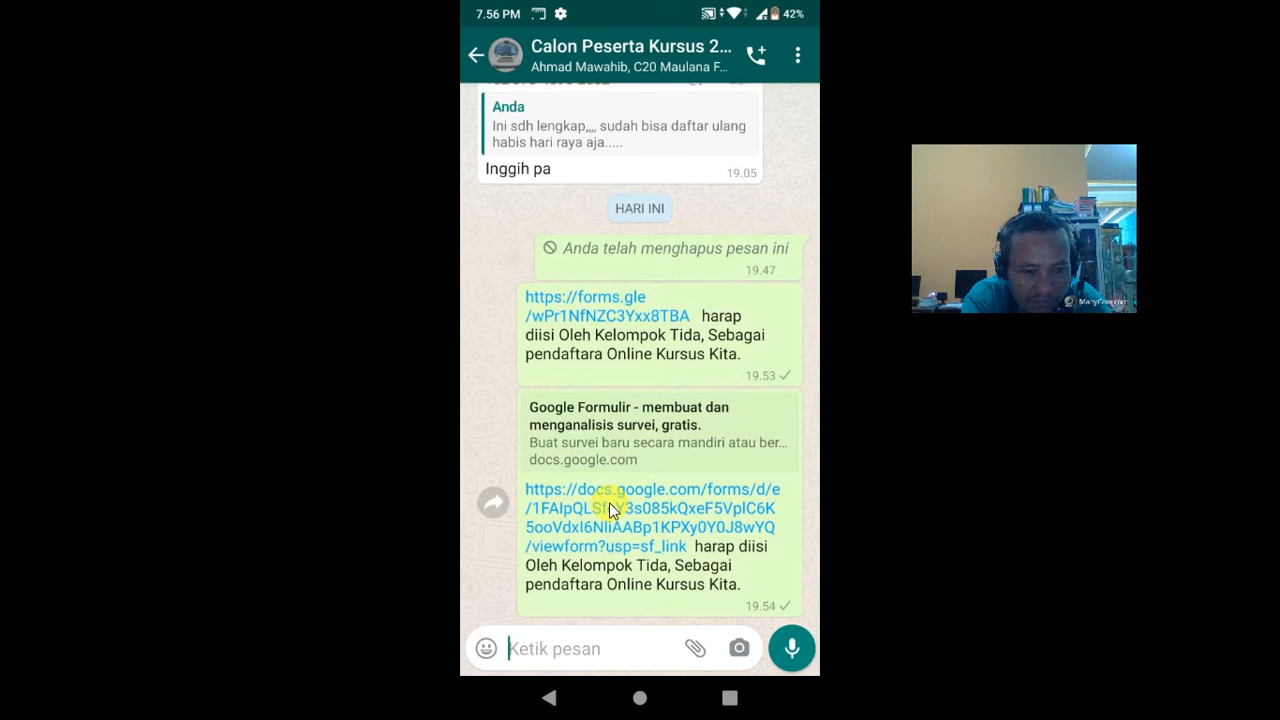 7.56 PM
42%
Calon Peserta Kursus 2...
Ahmad Mawahib, C20 Maulana F...
Anda
Ini sdh lengkap,,,, sudah bisa daftar ulang
habis hari raya aja.....
Inggih pa
19.05
HARI INI
Anda telah menghapus pesan ini
19.47
https://forms.gle
/wPr1NfNZC3Yxx8TBA harap
diisi Oleh Kelompok Tida, Sebagai
pendaftara Online Kursus Kita.
19.53
Google Formulir - membuat dan
menganalisis survei, gratis.
Buat survei baru secara mandiri atau ber...
docs.google.com
https://docs.google.com/forms/d/e
5ooVdxI6NIiAABp1KPXy0Y0J8wYQ
/viewform?usp=sf_link harap diisi
Oleh Kelompok Tida, Sebagai
pendaftara Online Kursus Kita.
19.54
Ketik pesan
ManyCam.com